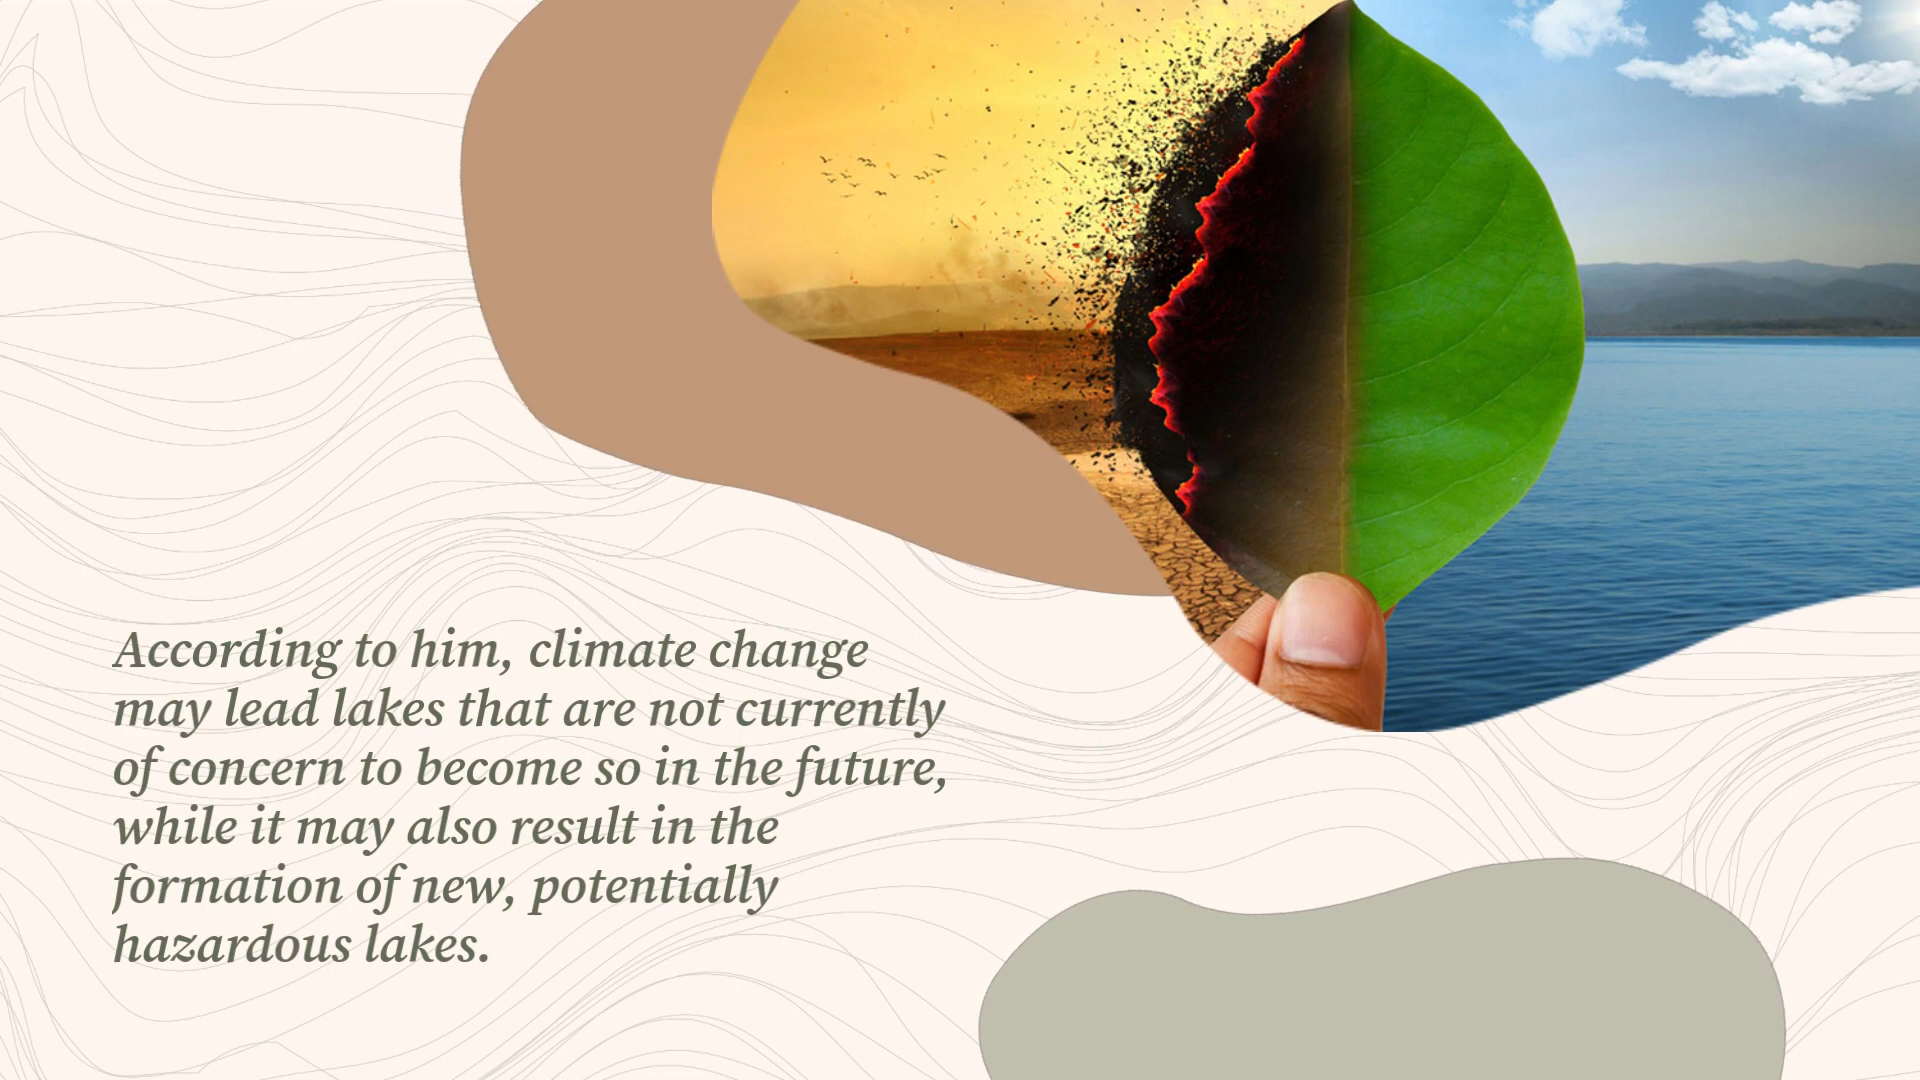 According to him, climate change
may lead lakes that are not currently
of concern to become so in the future,
while it may also result in the
formation of new, potentially
hazardous lakes.